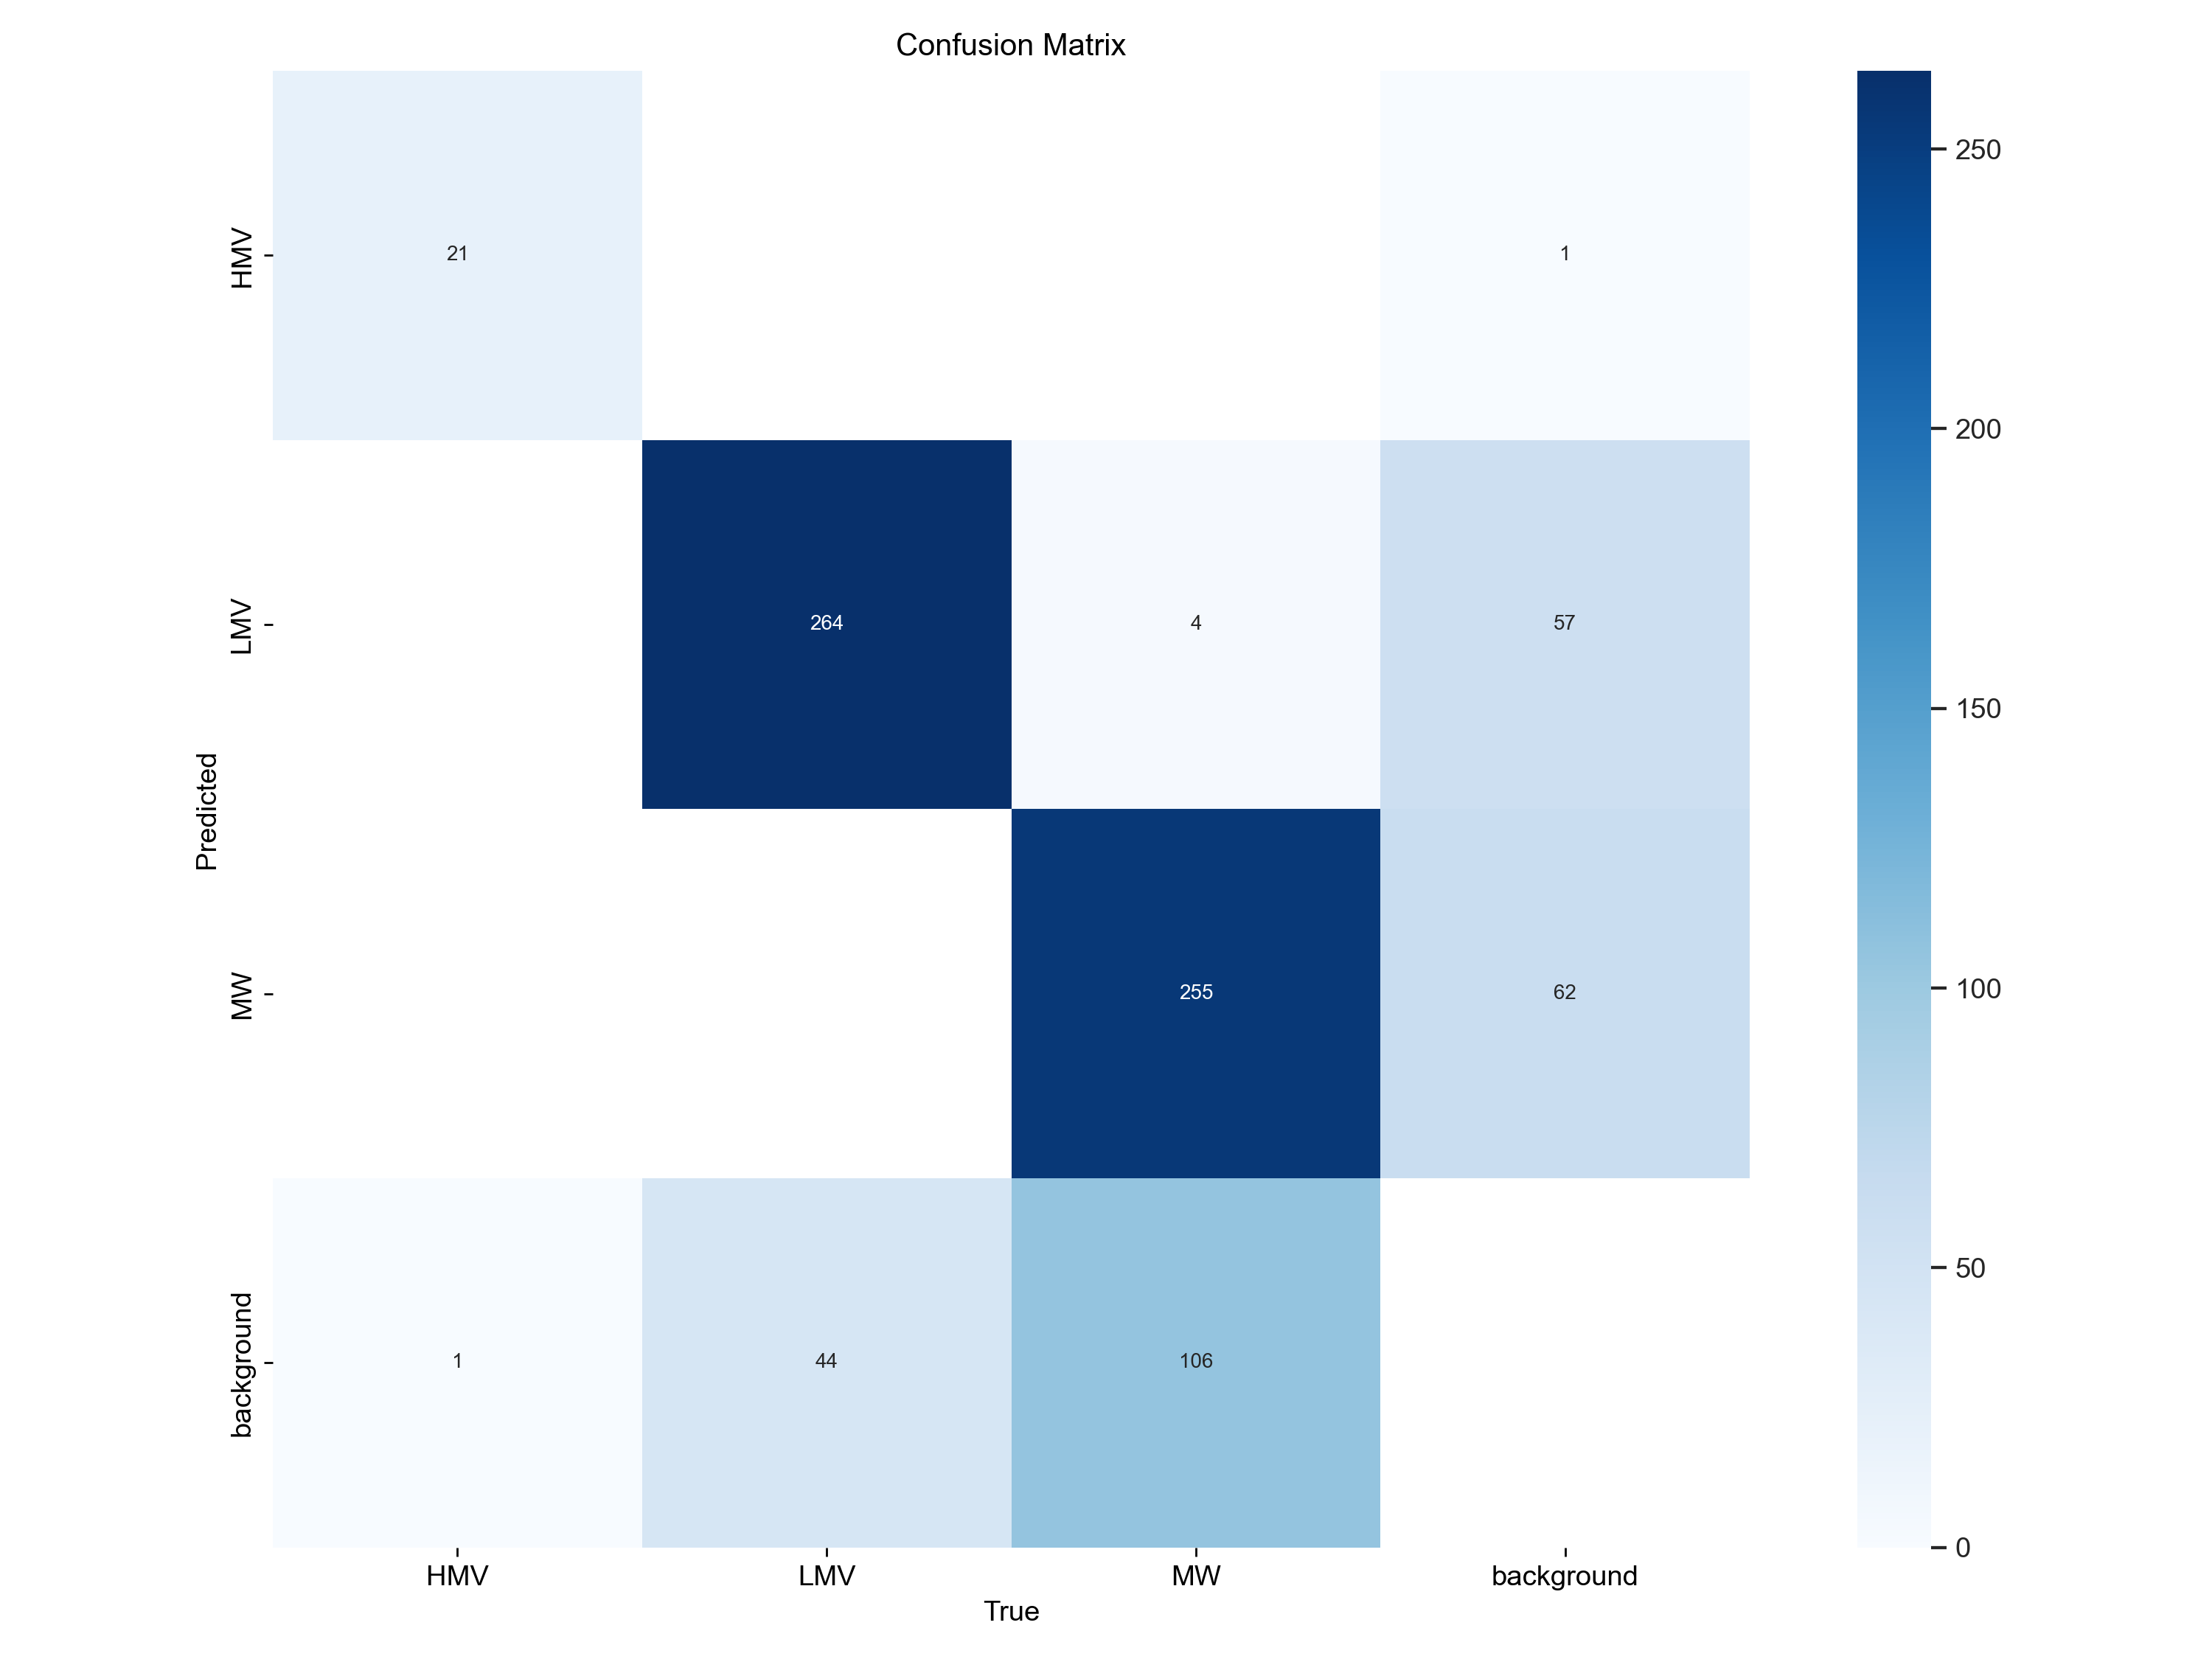 Confusion Matrix
HMV
21
1
LMV
264
4
57
MW
255
62
background
1
44
106
HMV
LMV
MW
background
True
Predicted
250
200
150
100
50
0